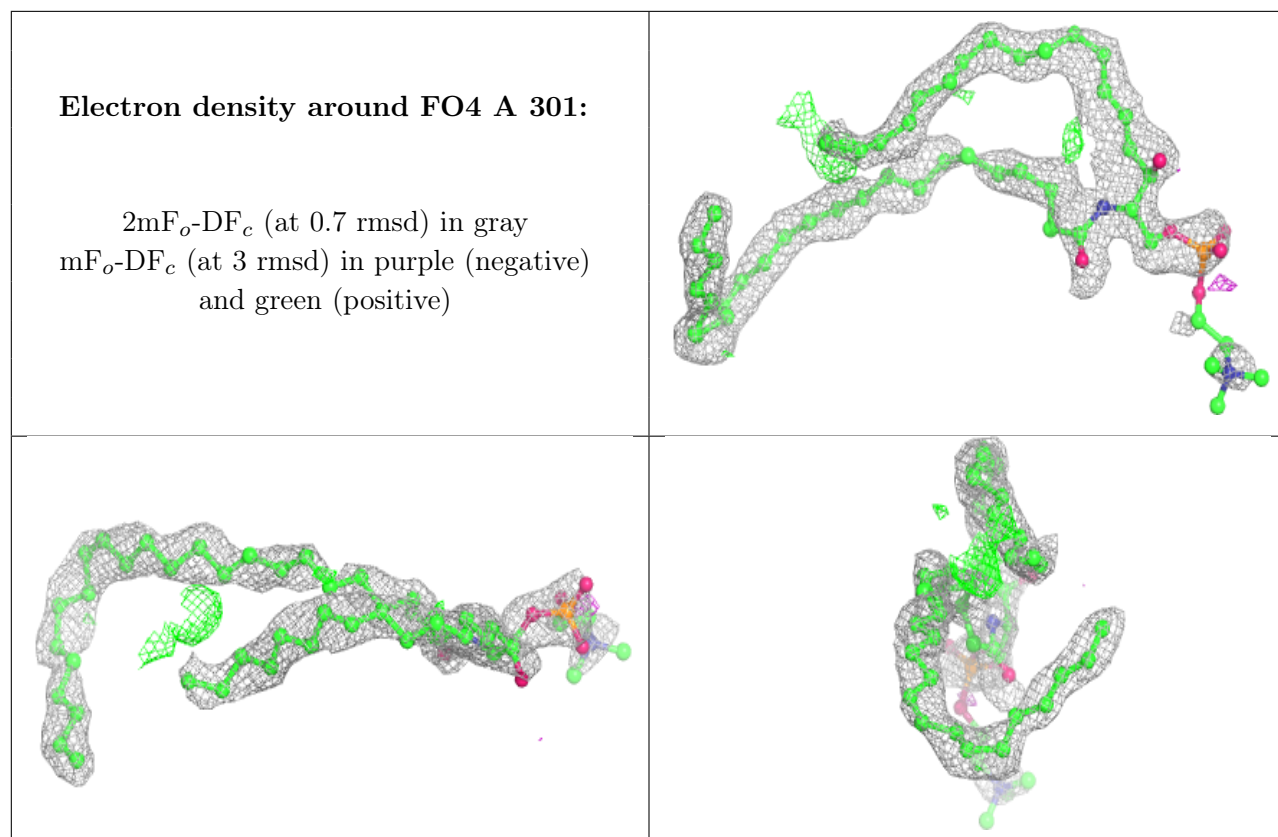 Electron density around FO4 A 301:
2mFo-DFc (at 0.7 rmsd) in gray
mFo-DFc (at 3 rmsd) in purple (negative)
and green (positive)